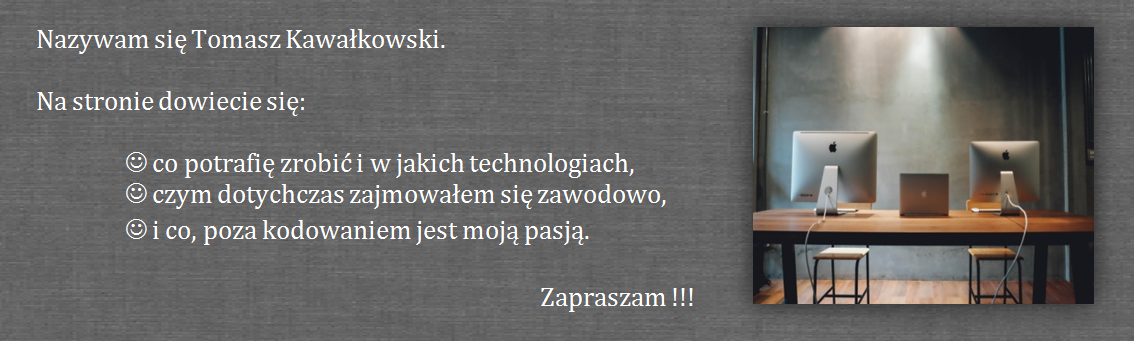 Nazywam się Tomasz Kawałkowski.
Na stronie dowiecie się:
☺ co potrafię zrobić i w jakich technologiach,
☺ czym dotychczas zajmowałem się zawodowo,
☺ i co, poza kodowaniem jest moją pasją.
Zapraszam !!!